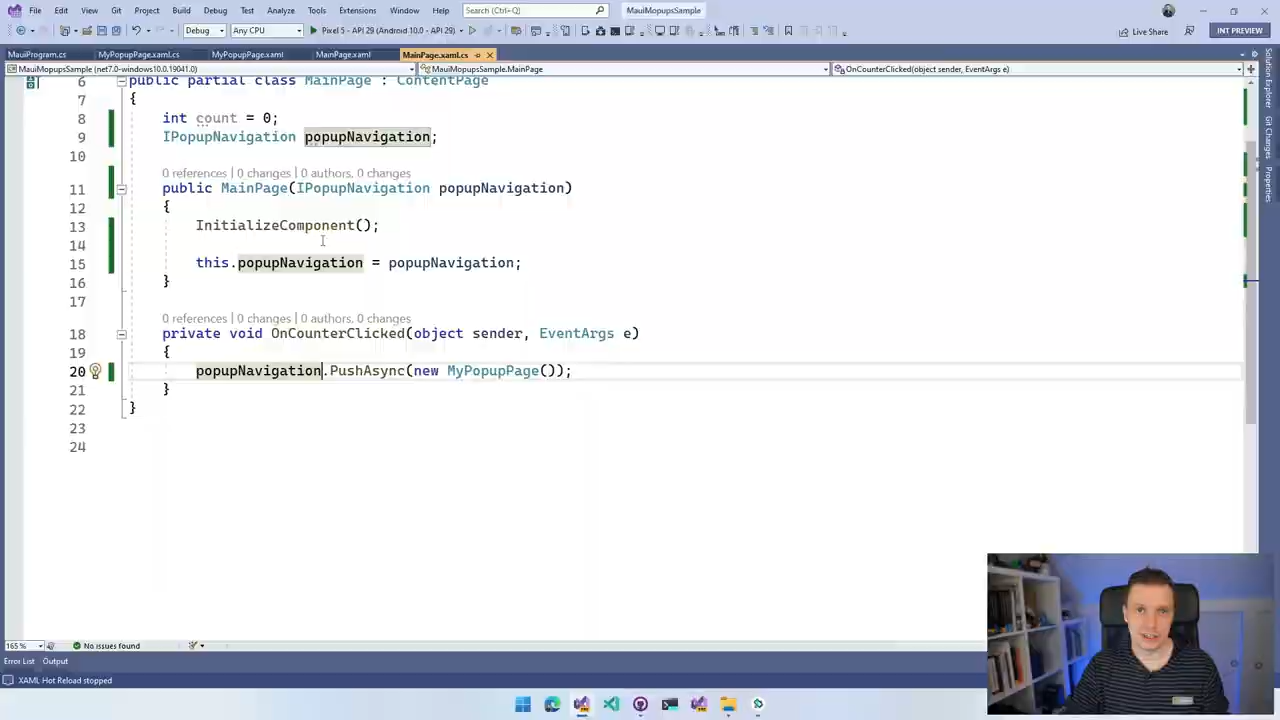 File Edit View Git Project Build Debug Test Analyze Tools Extensions Window Help Search (Ctrl+Q) MauiMopupsSample
Debug Any CPU Pixel 5 - API 29 (Android 10.0 - API 29) Live Share INT PREVIEW
MauiProgram.cs MyPopupPage.xaml.cs MyPopupPage.xaml MainPage.xaml MainPage.xaml.cs
MauiMopupsSample (net7.0-windows10.0.19041.0) MauiMopupsSample.MainPage OnCounterClicked(object sender, EventArgs e)
Solution Explorer
Git Changes
Properties
6 public partial class MainPage : ContentPage
7 {
8 int count = 0;
9 IPopupNavigation popupNavigation;
10
0 references | 0 changes | 0 authors, 0 changes
11 public MainPage(IPopupNavigation popupNavigation)
12 {
13 InitializeComponent();
14
15 this.popupNavigation = popupNavigation;
16 }
17
0 references | 0 changes | 0 authors, 0 changes
18 private void OnCounterClicked(object sender, EventArgs e)
19 {
20 popupNavigation.PushAsync(new MyPopupPage());
21 }
22 }
23
24
165 % No issues found
Error List Output
XAML Hot Reload stopped